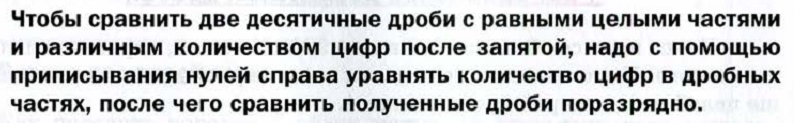 Чтобы сравнить две десятичные дроби с равными целыми частями
и различным количеством цифр после запятой, надо с помощью
приписывания нулей справа уравнять количество цифр в дробных
частях, после чего сравнить полученные дроби поразрядно.